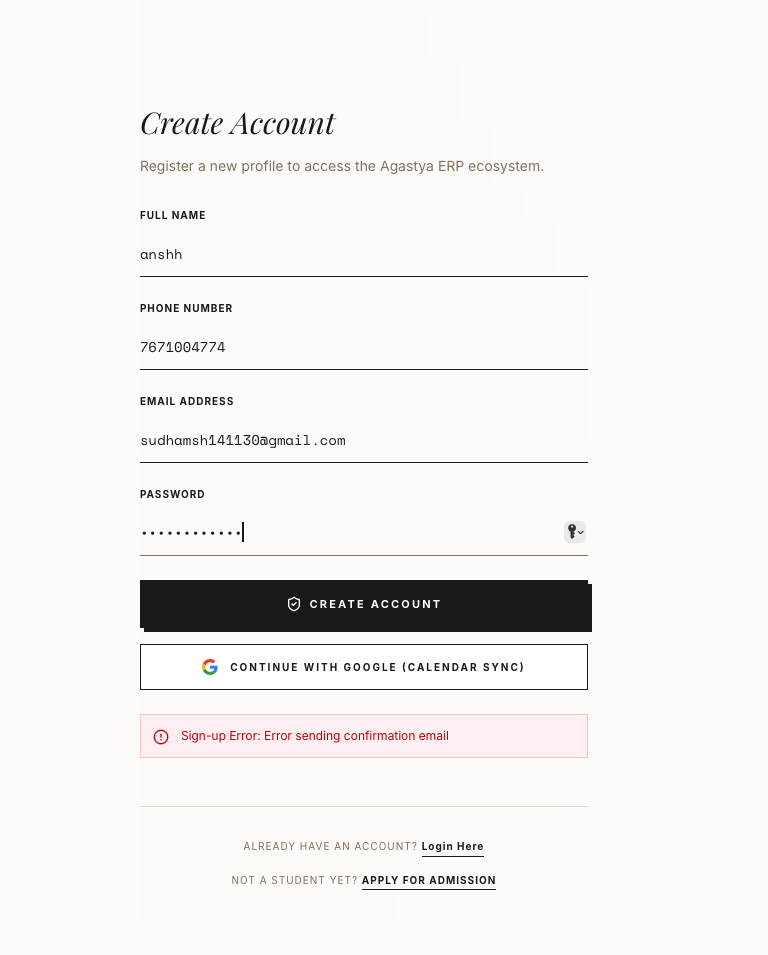 Create Account
Register a new profile to access the Agastya ERP ecosystem.
FULL NAME
anshh
PHONE NUMBER
7671004774
EMAIL ADDRESS
sudhamsh141130@gmail.com
PASSWORD
••••••••••••
CREATE ACCOUNT
CONTINUE WITH GOOGLE (CALENDAR SYNC)
Sign-up Error: Error sending confirmation email
ALREADY HAVE AN ACCOUNT? Login Here
NOT A STUDENT YET? APPLY FOR ADMISSION